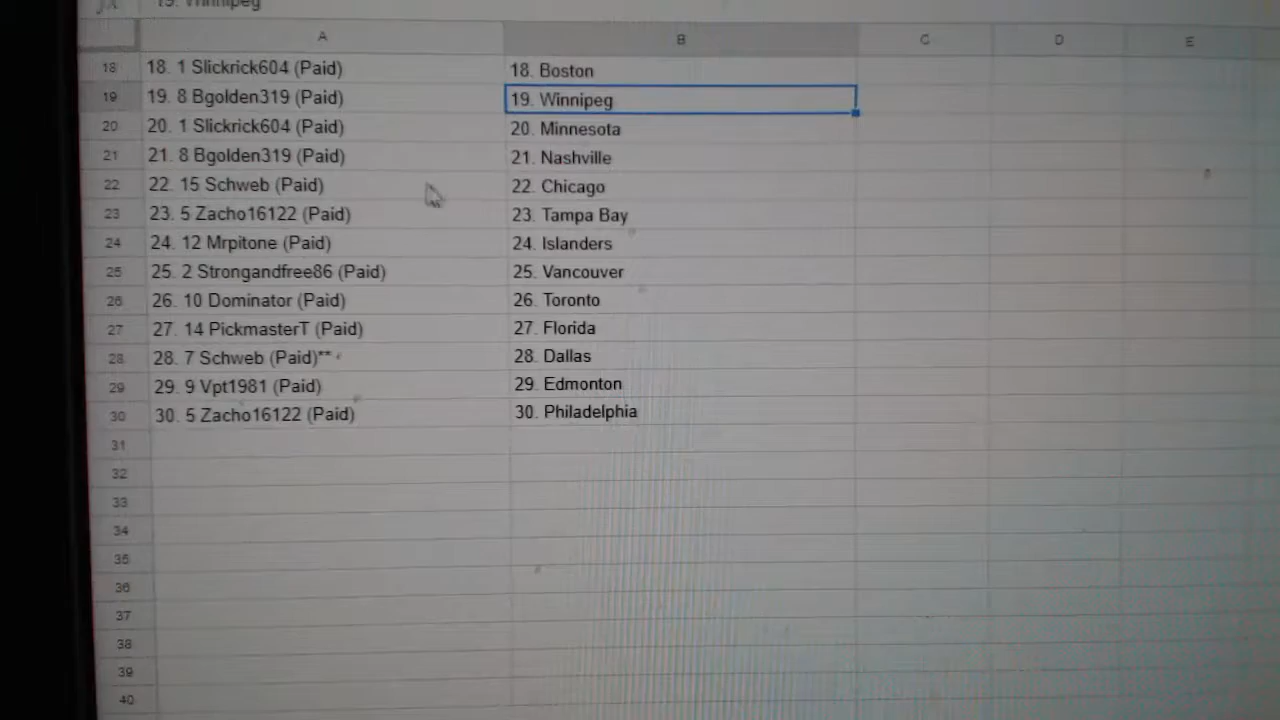 19. Winnipeg
A B C D E
18 18. 1 Slickrick604 (Paid) 18. Boston
19 19. 8 Bgolden319 (Paid) 19. Winnipeg
20 20. 1 Slickrick604 (Paid) 20. Minnesota
21 21. 8 Bgolden319 (Paid) 21. Nashville
22 22. 15 Schweb (Paid) 22. Chicago
23 23. 5 Zacho16122 (Paid) 23. Tampa Bay
24 24. 12 Mrpitone (Paid) 24. Islanders
25 25. 2 Strongandfree86 (Paid) 25. Vancouver
26 26. 10 Dominator (Paid) 26. Toronto
27 27. 14 PickmasterT (Paid) 27. Florida
28 28. 7 Schweb (Paid)** 28. Dallas
29 29. 9 Vpt1981 (Paid) 29. Edmonton
30 30. 5 Zacho16122 (Paid) 30. Philadelphia
31
32
33
34
35
36
37
38
39
40